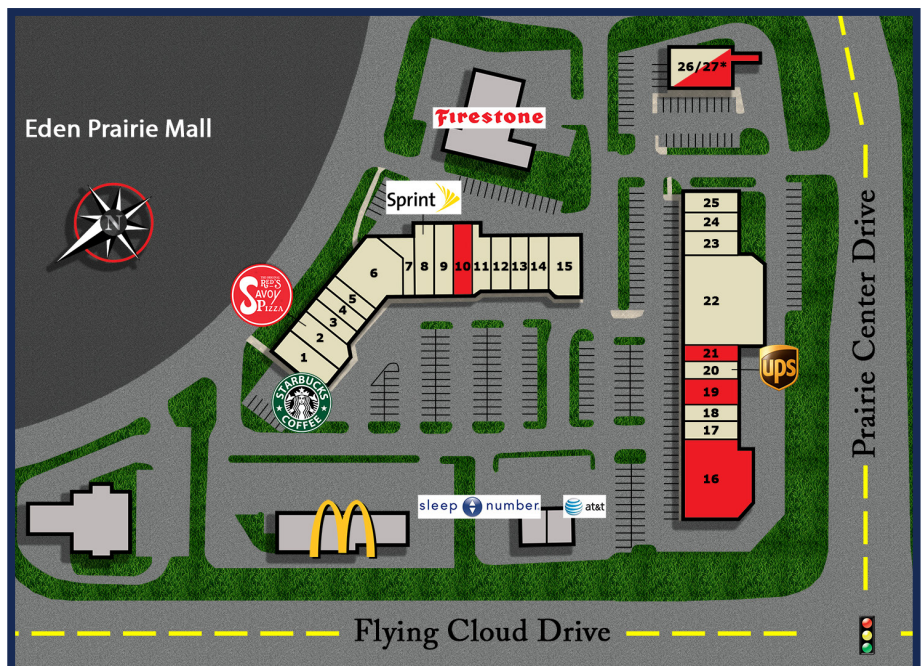 26/27*
Eden Prairie Mall
Firestone
N
Sprint
THE ORIGINAL
RED'S
SAVOY
PIZZA
25
24
23
22
21
20
19
18
17
16
6
7
8
9
10
11
12
13
14
15
5
4
3
2
1
ups
STARBUCKS
COFFEE
sleep number.
at&t
Prairie Center Drive
Flying Cloud Drive